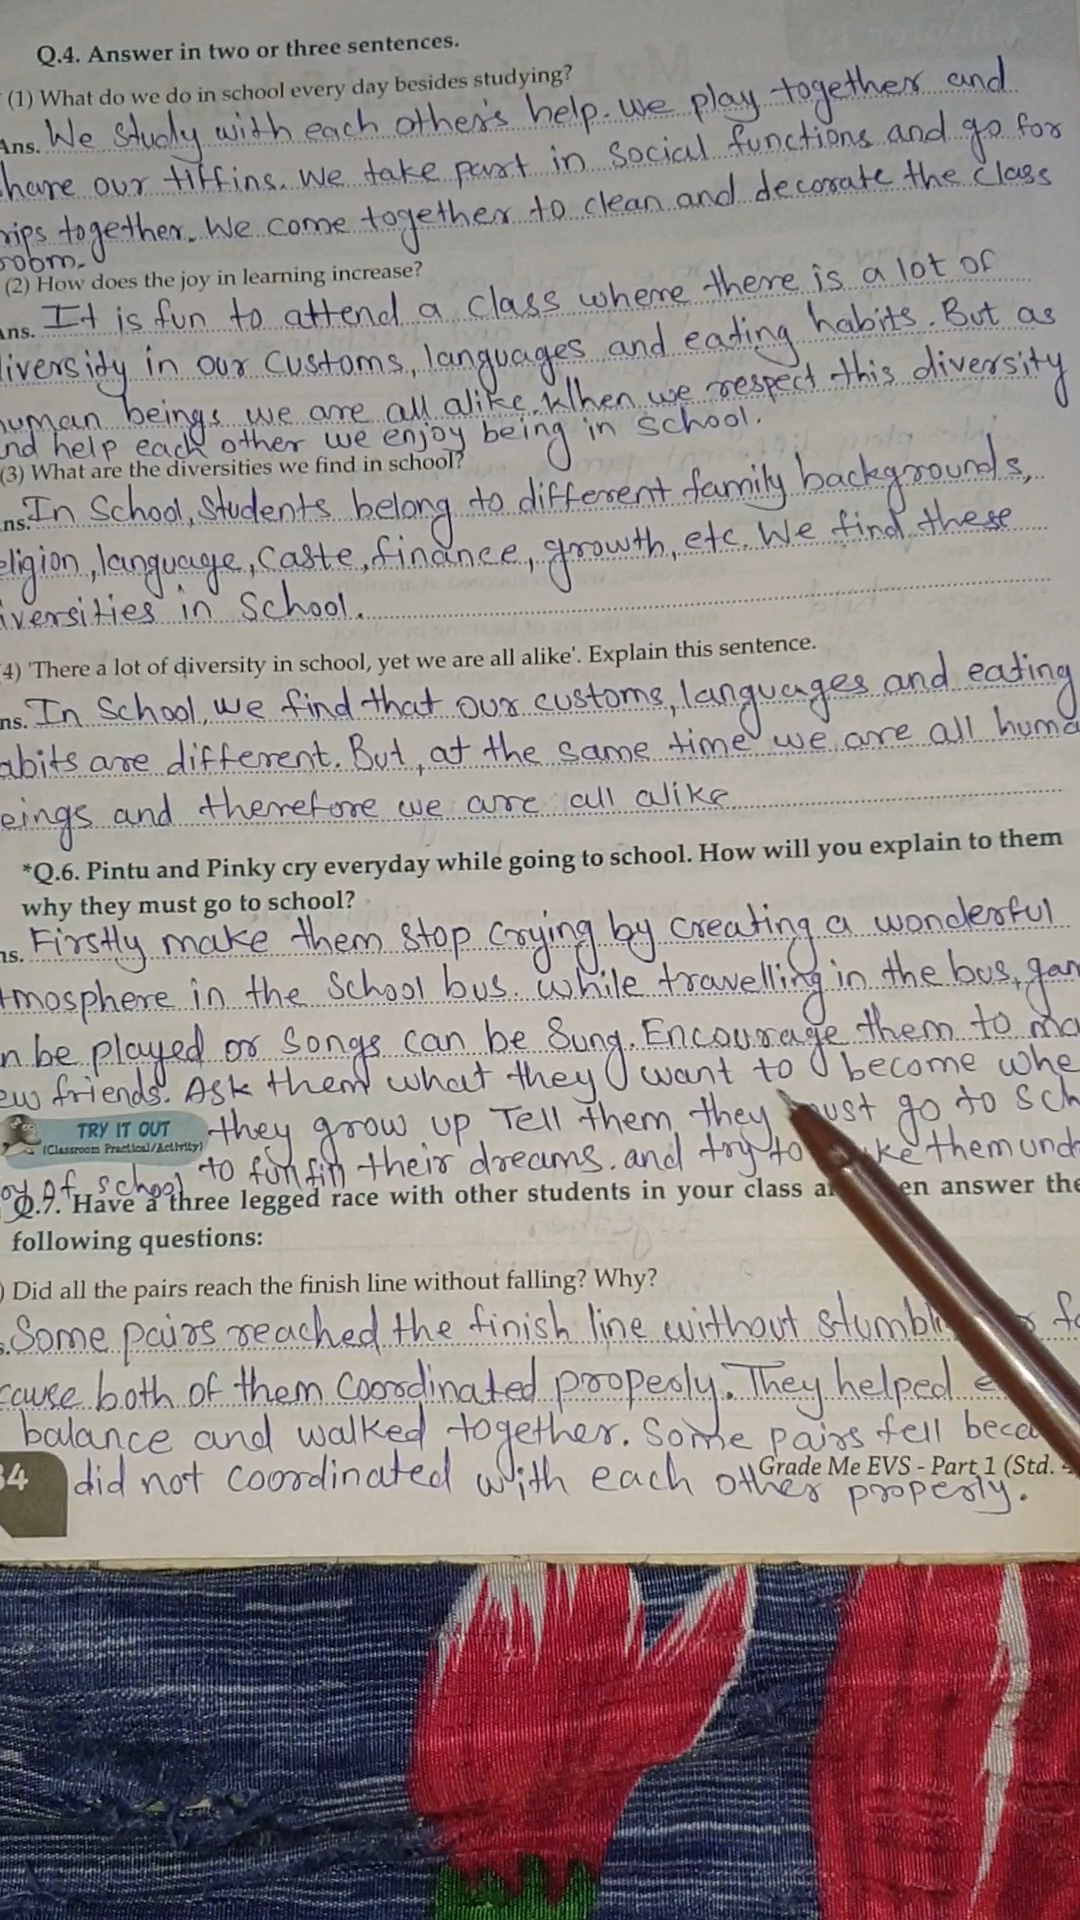 Q.4. Answer in two or three sentences.
(1) What do we do in school every day besides studying?
Ans. We study with each other's help. we play together and
hare our tiffins. We take part in social functions and go for
rips together. We come together to clean and decorate the class
room.
(2) How does the joy in learning increase?
ns. It is fun to attend a class where there is a lot of
iversity in our customs, languages and eating habits. But as
uman beings we are all alike. When we respect this diversity
nd help each other we enjoy being in school.
(3) What are the diversities we find in school?
ns. In School, Students belong to different family backgrounds,
eligion, language, caste, finance, growth, etc. We find these
iversities in School.
4) 'There a lot of diversity in school, yet we are all alike'. Explain this sentence.
ns. In School, we find that our customs, languages and eating
abits are different. But, at the same time we are all huma
eings and therefore we are all alike
*Q.6. Pintu and Pinky cry everyday while going to school. How will you explain to them
why they must go to school?
ns. Firstly make them stop crying by creating a wonderful
tmosphere in the School bus. while travelling in the bus, gam
n be played or Songs can be Sung. Encourage them to ma
ew friends. Ask them what they want to become whe
TRY IT OUT
(Classroom Practical/Activity)
they grow up Tell them they must go to Sch
to their dreams. and try to them und
oy of school
Q.7. Have a three legged race with other students in your class a en answer the
following questions:
) Did all the pairs reach the finish line without falling? Why?
. Some pairs reached the finish line without stumbli fa
cause both of them Coordinated properly. They helped e
balance and walked together. Some pairs fell beca
34
did not coordinated with each other properly.
Grade Me EVS - Part 1 (Std.